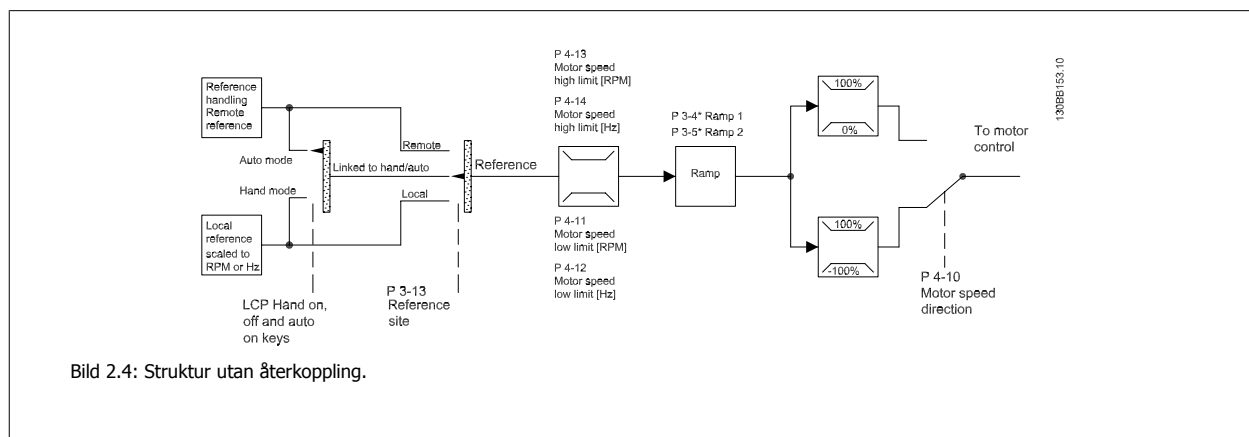 Reference
handling
Remote
reference
Auto mode
Hand mode
Local
reference
scaled to
RPM or Hz
LCP Hand on,
off and auto
on keys
Linked to hand/auto
Remote
Local
P 3-13
Reference
site
Reference
P 4-13
Motor speed
high limit [RPM]
P 4-14
Motor speed
high limit [Hz]
P 4-11
Motor speed
low limit [RPM]
P 4-12
Motor speed
low limit [Hz]
P 3-4* Ramp 1
P 3-5* Ramp 2
Ramp
100%
0%
100%
-100%
To motor
control
P 4-10
Motor speed
direction
130BB153.10
Bild 2.4: Struktur utan återkoppling.